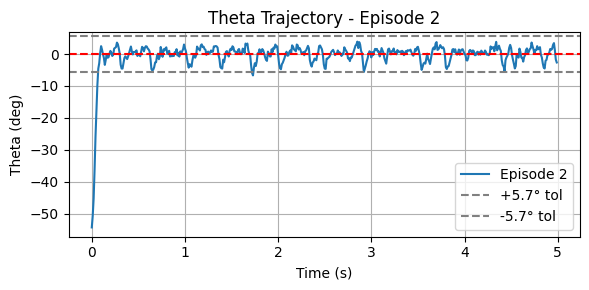 Theta Trajectory - Episode 2
Theta (deg)
0
−10
−20
−30
−40
−50
Episode 2
+5.7° tol
-5.7° tol
0 1 2 3 4 5
Time (s)